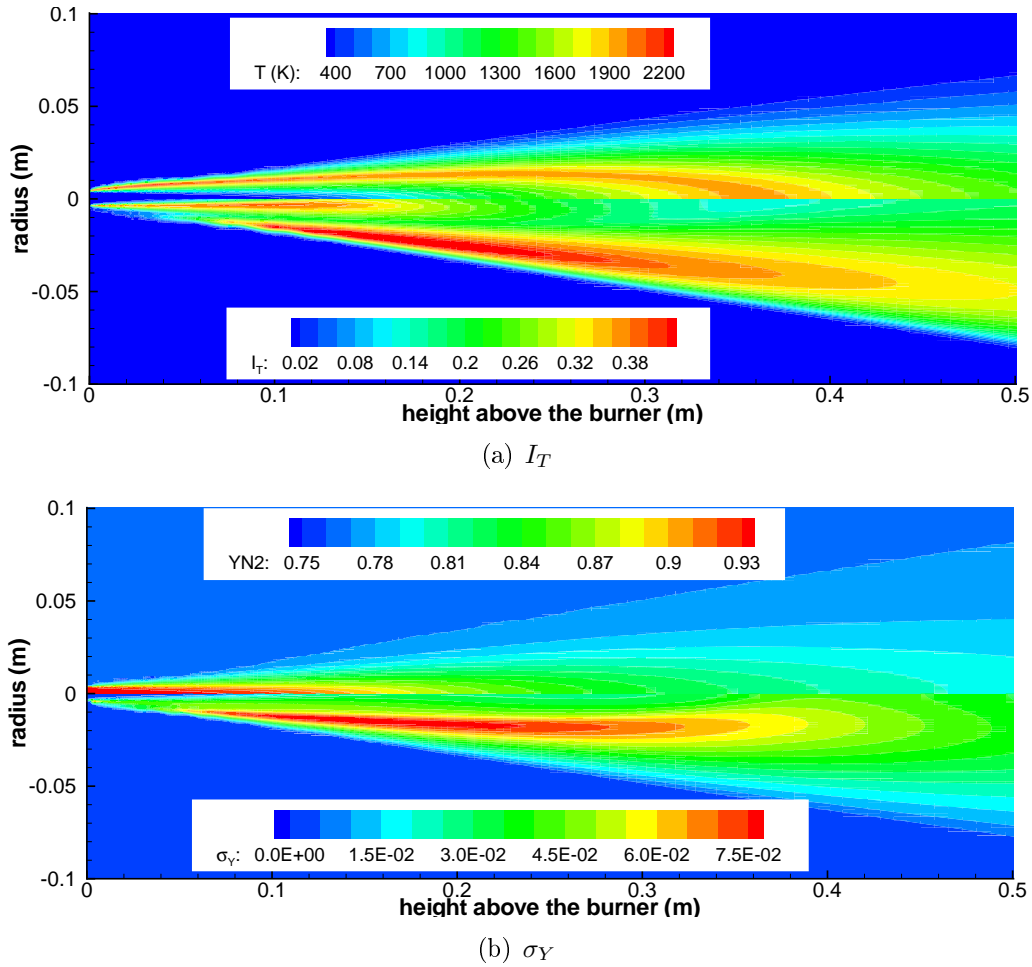 0.1
0.05
0
-0.05
-0.1
radius (m)
T (K): 400 700 1000 1300 1600 1900 2200
I_T: 0.02 0.08 0.14 0.2 0.26 0.32 0.38
0 0.1 0.2 0.3 0.4 0.5
height above the burner (m)
(a) I_T
0.1
0.05
0
-0.05
-0.1
radius (m)
YN2: 0.75 0.78 0.81 0.84 0.87 0.9 0.93
σ_Y: 0.0E+00 1.5E-02 3.0E-02 4.5E-02 6.0E-02 7.5E-02
0 0.1 0.2 0.3 0.4 0.5
height above the burner (m)
(b) σ_Y